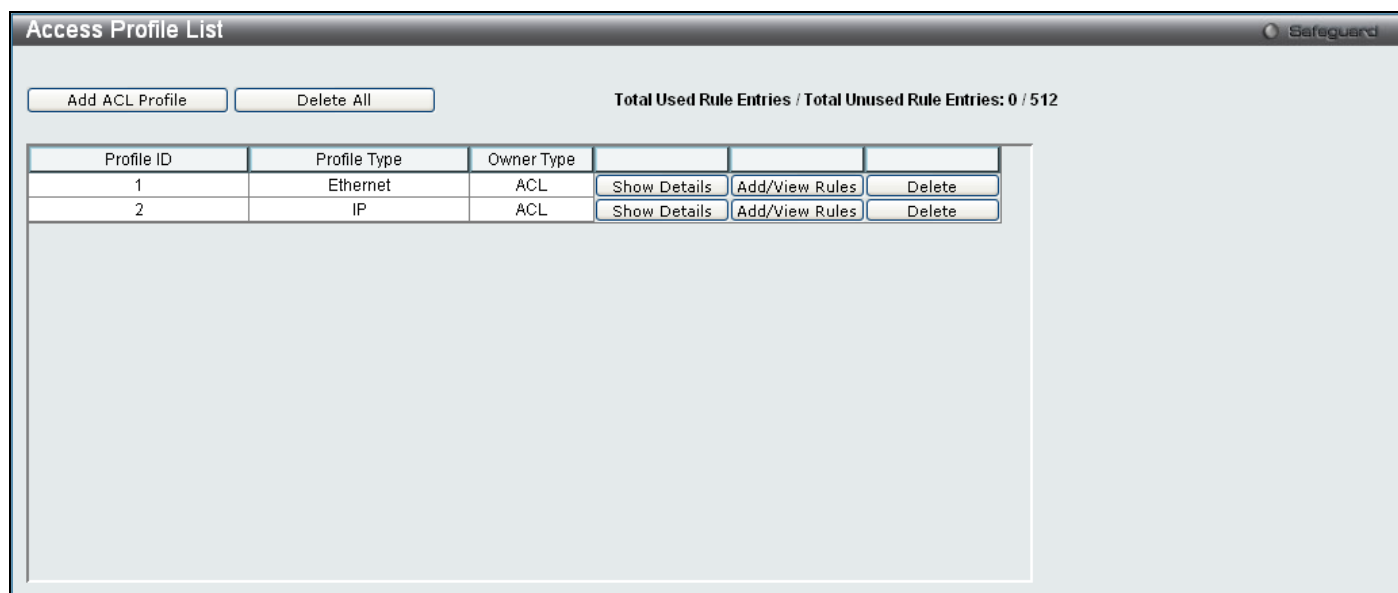 Access Profile List
Safeguard
Add ACL Profile Delete All Total Used Rule Entries / Total Unused Rule Entries: 0 / 512
Profile ID Profile Type Owner Type
1 Ethernet ACL Show Details Add/View Rules Delete
2 IP ACL Show Details Add/View Rules Delete